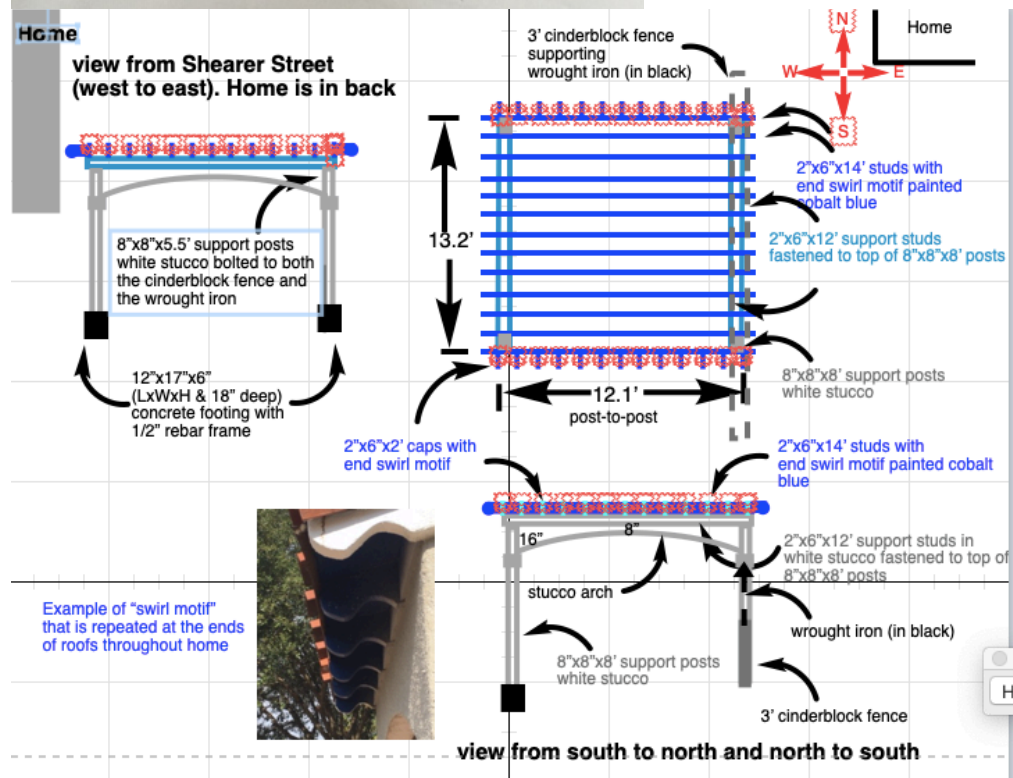 Home
view from Shearer Street
(west to east). Home is in back
3' cinderblock fence
supporting
wrought iron (in black)
N
W
E
S
Home
2”x6”x14’ studs with
end swirl motif painted
cobalt blue
2”x6”x12’ support studs
fastened to top of 8”x8”x8’ posts
13.2’
8”x8”x5.5’ support posts
white stucco bolted to both
the cinderblock fence and
the wrought iron
12”x17”x6”
(LxWxH & 18” deep)
concrete footing with
1/2” rebar frame
12.1’
post-to-post
8”x8”x8’ support posts
white stucco
2”x6”x2’ caps with
end swirl motif
2”x6”x14’ studs with
end swirl motif painted cobalt
blue
16”
8”
2”x6”x12’ support studs in
white stucco fastened to top of
8”x8”x8’ posts
stucco arch
wrought iron (in black)
Example of “swirl motif”
that is repeated at the ends
of roofs throughout home
8”x8”x8’ support posts
white stucco
3’ cinderblock fence
view from south to north and north to south
H